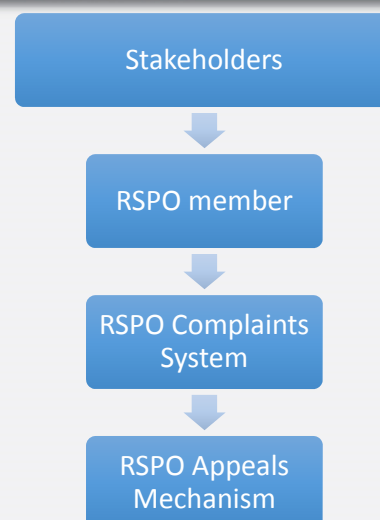 Stakeholders
RSPO member
RSPO Complaints
System
RSPO Appeals
Mechanism